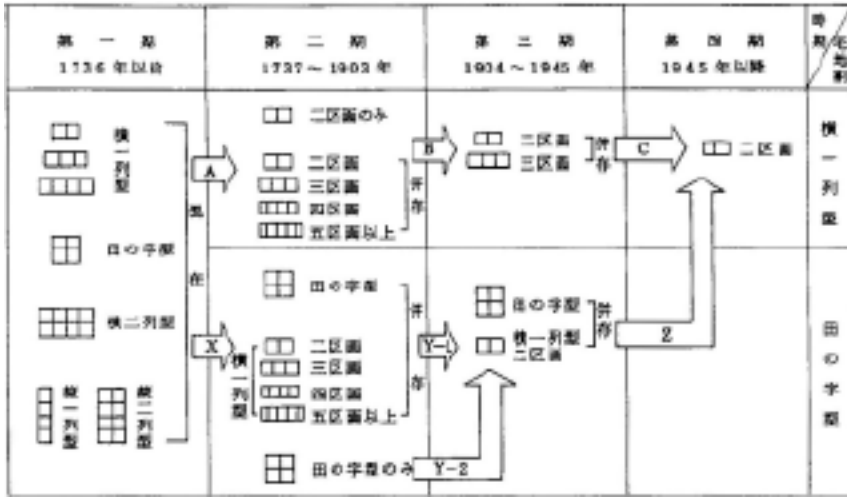 第一期
1736年以前
第二期
1737～1903年
第三期
1904～1945年
第四期
1945年以降
時期
宅地割
横一列型
田の字型
横二列型
縦一列型
縦二列型
混在
A
X
二区画のみ
二区画
三区画
四区画
五区画以上
併存
田の字型
横一列型
二区画
三区画
四区画
五区画以上
併存
田の字型のみ
B
Y-1
Y-2
二区画
三区画
併存
田の字型
横一列型
二区画
併存
C
Z
二区画
横一列型
田の字型